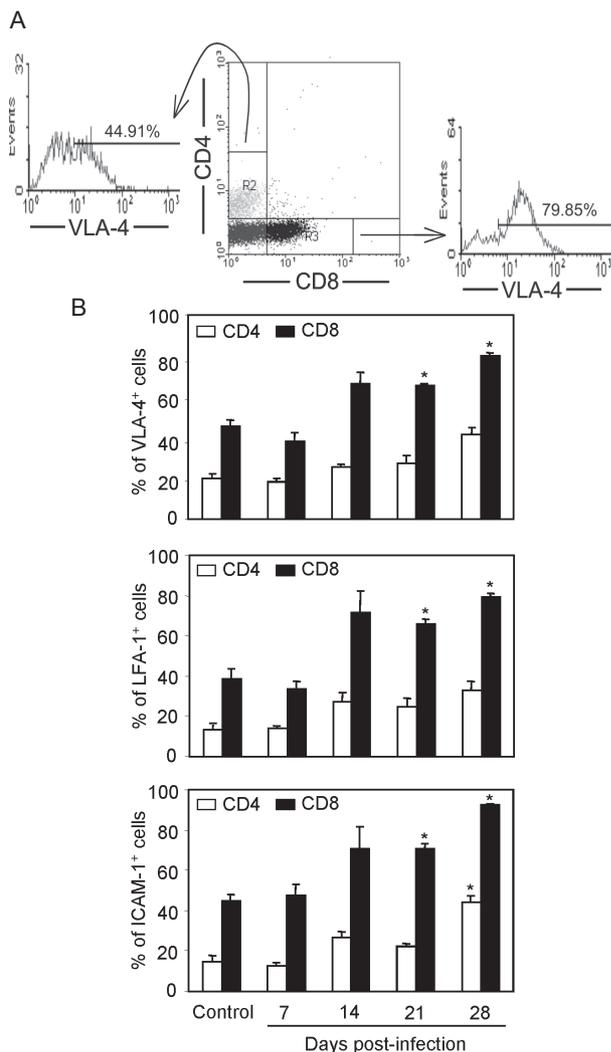 A
32
Events
0
44.91%
10⁰ 10¹ 10² 10³
VLA-4
CD4
10³
10²
10¹
10⁰
R2
R3
10⁰ 10¹ 10² 10³
CD8
64
Events
0
79.85%
10⁰ 10¹ 10² 10³
VLA-4
B
% of VLA-4⁺ cells
100
80
60
40
20
0
CD4 CD8
* *
% of LFA-1⁺ cells
100
80
60
40
20
0
CD4 CD8
* *
% of ICAM-1⁺ cells
100
80
60
40
20
0
CD4 CD8
* * *
Control 7 14 21 28
Days post-infection